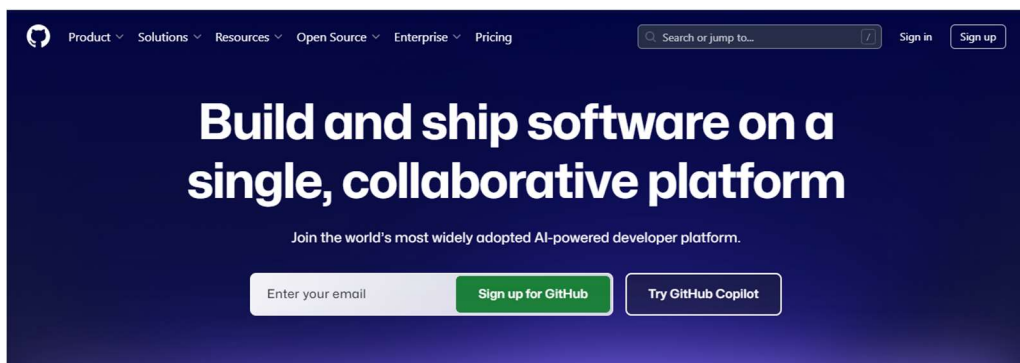 Product Solutions Resources Open Source Enterprise Pricing Search or jump to... / Sign in Sign up
Build and ship software on a
single, collaborative platform
Join the world's most widely adopted AI-powered developer platform.
Enter your email Sign up for GitHub Try GitHub Copilot